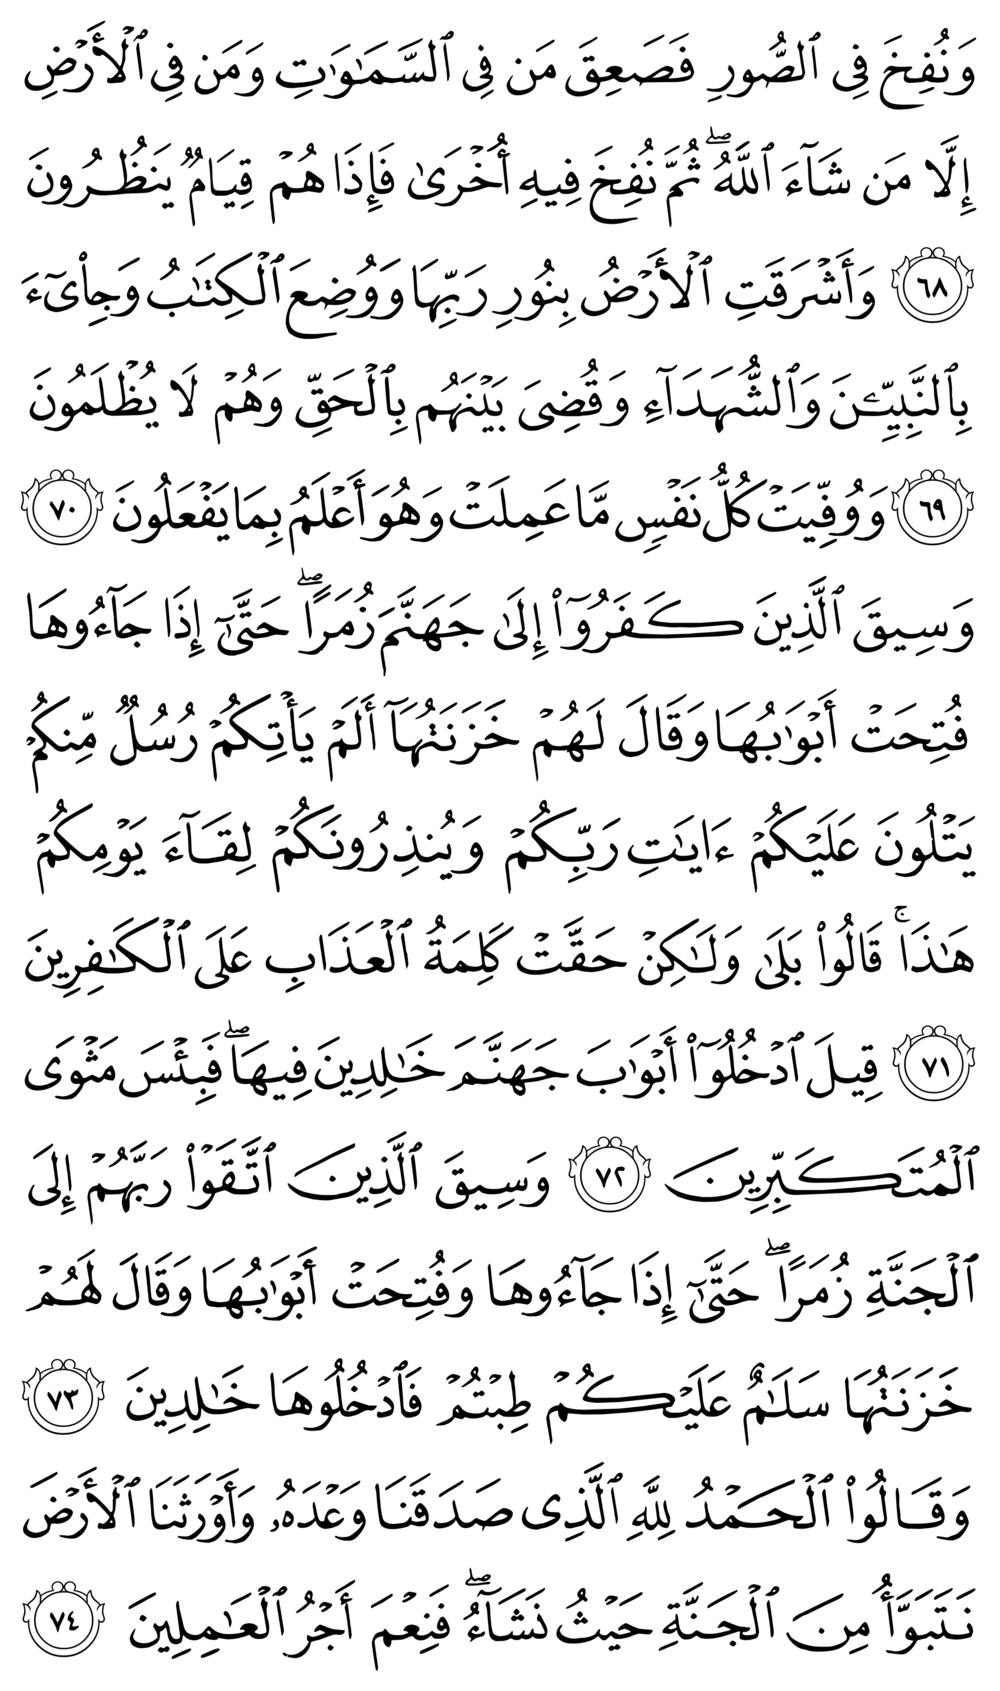 وَنُفِخَ فِى ٱلصُّورِ فَصَعِقَ مَن فِى ٱلسَّمَـٰوَٰتِ وَمَن فِى ٱلْأَرْضِ
إِلَّا مَن شَآءَ ٱللَّهُ ۖ ثُمَّ نُفِخَ فِيهِ أُخْرَىٰ فَإِذَا هُمْ قِيَامٌ يَنظُرُونَ
٦٨ وَأَشْرَقَتِ ٱلْأَرْضُ بِنُورِ رَبِّهَا وَوُضِعَ ٱلْكِتَـٰبُ وَجِا۟ىٓءَ
بِٱلنَّبِيِّـۧنَ وَٱلشُّهَدَآءِ وَقُضِىَ بَيْنَهُم بِٱلْحَقِّ وَهُمْ لَا يُظْلَمُونَ
٦٩ وَوُفِّيَتْ كُلُّ نَفْسٍ مَّا عَمِلَتْ وَهُوَ أَعْلَمُ بِمَا يَفْعَلُونَ ٧٠
وَسِيقَ ٱلَّذِينَ كَفَرُوٓا۟ إِلَىٰ جَهَنَّمَ زُمَرًا ۖ حَتَّىٰٓ إِذَا جَآءُوهَا
فُتِحَتْ أَبْوَٰبُهَا وَقَالَ لَهُمْ خَزَنَتُهَآ أَلَمْ يَأْتِكُمْ رُسُلٌ مِّنكُمْ
يَتْلُونَ عَلَيْكُمْ ءَايَـٰتِ رَبِّكُمْ وَيُنذِرُونَكُمْ لِقَآءَ يَوْمِكُمْ
هَـٰذَا ۚ قَالُوا۟ بَلَىٰ وَلَـٰكِنْ حَقَّتْ كَلِمَةُ ٱلْعَذَابِ عَلَى ٱلْكَـٰفِرِينَ
٧١ قِيلَ ٱدْخُلُوٓا۟ أَبْوَٰبَ جَهَنَّمَ خَـٰلِدِينَ فِيهَا ۖ فَبِئْسَ مَثْوَى
ٱلْمُتَكَبِّرِينَ ٧٢ وَسِيقَ ٱلَّذِينَ ٱتَّقَوْا۟ رَبَّهُمْ إِلَى
ٱلْجَنَّةِ زُمَرًا ۖ حَتَّىٰٓ إِذَا جَآءُوهَا وَفُتِحَتْ أَبْوَٰبُهَا وَقَالَ لَهُمْ
خَزَنَتُهَا سَلَـٰمٌ عَلَيْكُمْ طِبْتُمْ فَٱدْخُلُوهَا خَـٰلِدِينَ ٧٣
وَقَالُوا۟ ٱلْحَمْدُ لِلَّهِ ٱلَّذِى صَدَقَنَا وَعْدَهُۥ وَأَوْرَثَنَا ٱلْأَرْضَ
نَتَبَوَّأُ مِنَ ٱلْجَنَّةِ حَيْثُ نَشَآءُ ۖ فَنِعْمَ أَجْرُ ٱلْعَـٰمِلِينَ ٧٤